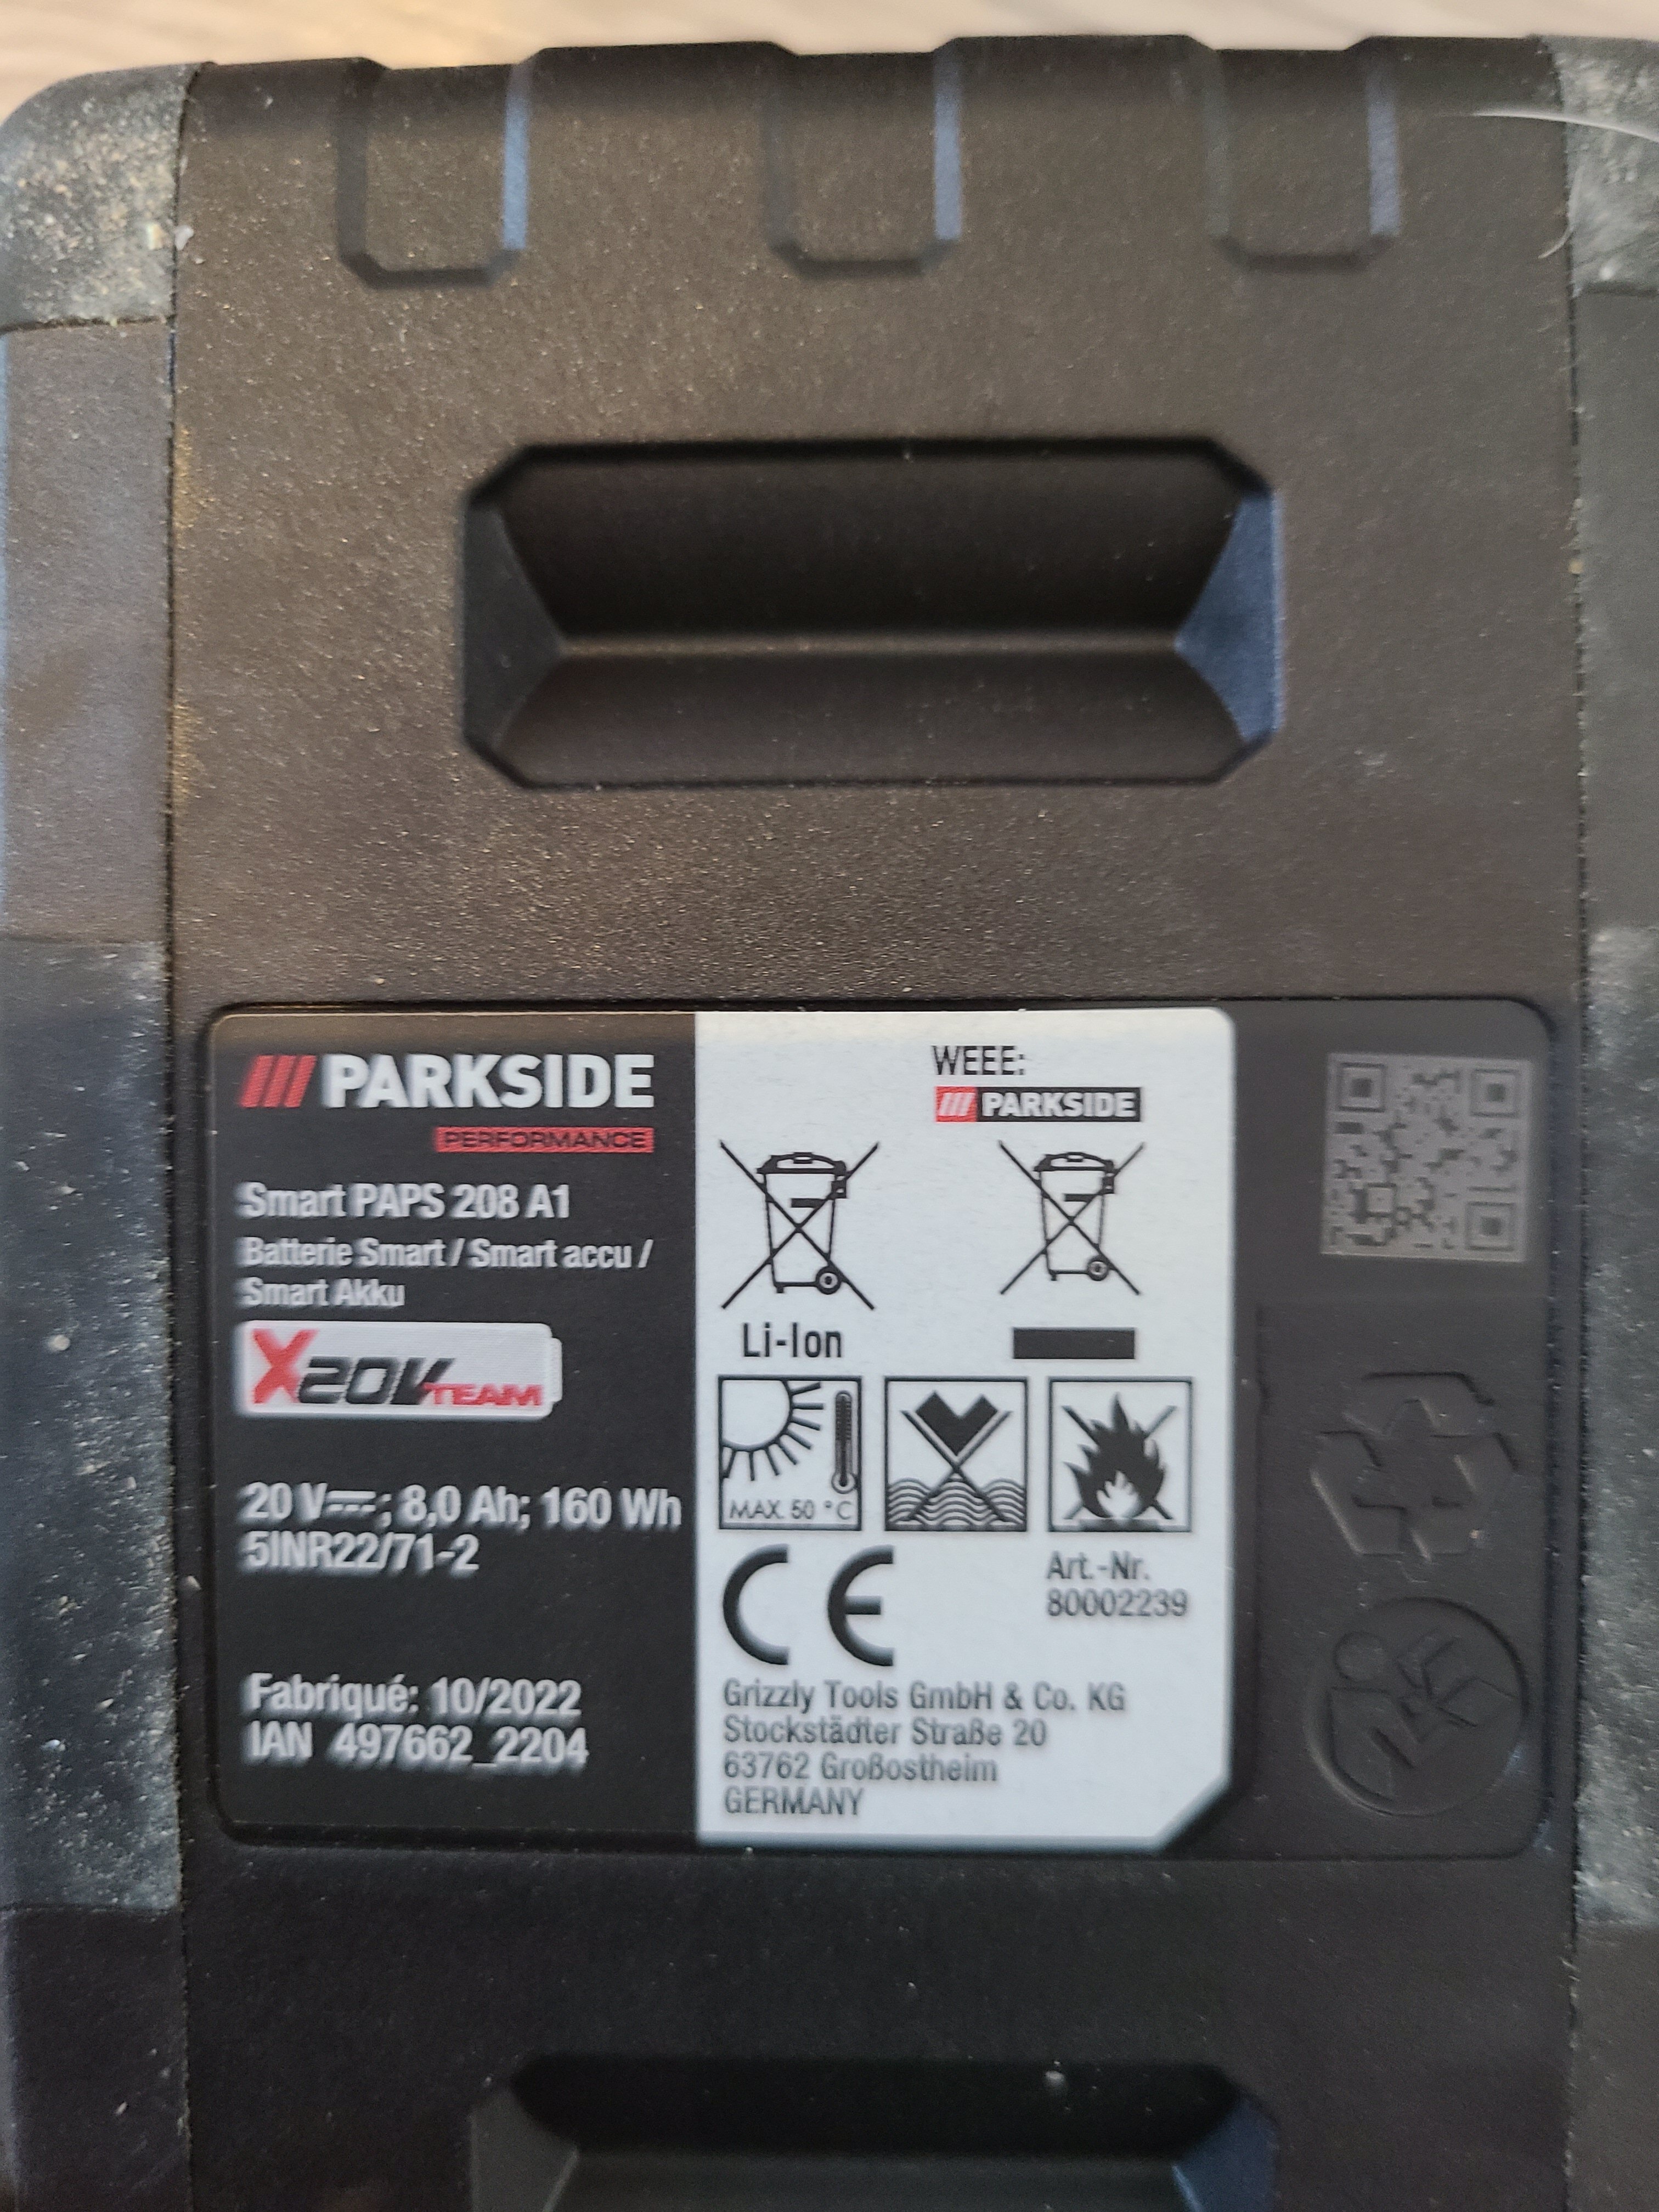 PARKSIDE
PERFORMANCE
Smart PAPS 208 A1
Batterie Smart / Smart accu /
Smart Akku
X20VTEAM
20 V⎓; 8,0 Ah; 160 Wh
5INR22/71-2
Fabriqué: 10/2022
IAN 497662_2204
WEEE:
PARKSIDE
Li-Ion
MAX. 50 °C
CE
Art.-Nr.
80002239
Grizzly Tools GmbH & Co. KG
Stockstädter Straße 20
63762 Großostheim
GERMANY